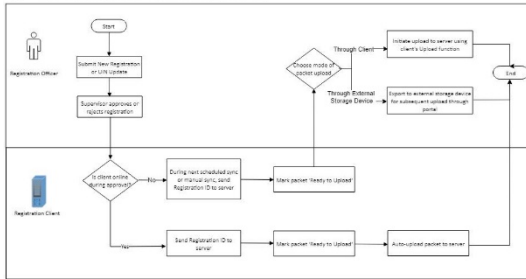 Start
Submit New Registration
or UIN Update
Supervisor approves or
rejects registration
Registration Officer
Choose mode of
packet upload
Through Client
Through External
Storage Device
Initiate upload to server using
client's Upload function
Export to external storage device
for subsequent upload through
portal
End
Registration Client
Is client online
during approval?
No
During next scheduled sync
or manual sync, send
Registration ID to server
Mark packet 'Ready to Upload'
Yes
Send Registration ID to
server
Mark packet 'Ready to Upload'
Auto-upload packet to server